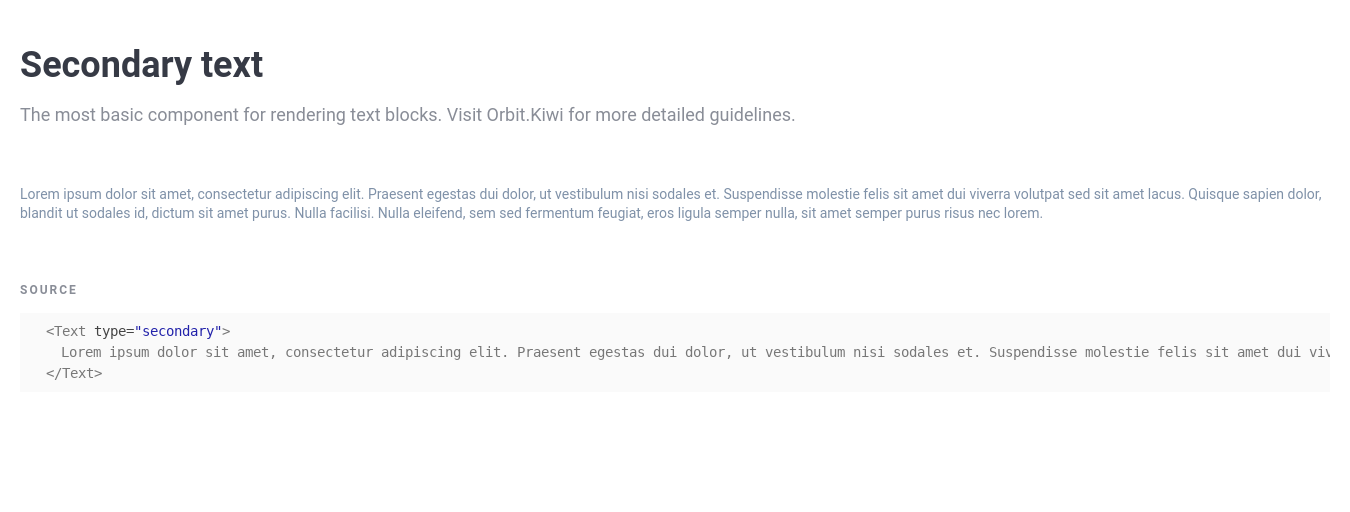 Secondary text
The most basic component for rendering text blocks. Visit Orbit.Kiwi for more detailed guidelines.
Lorem ipsum dolor sit amet, consectetur adipiscing elit. Praesent egestas dui dolor, ut vestibulum nisi sodales et. Suspendisse molestie felis sit amet dui viverra volutpat sed sit amet lacus. Quisque sapien dolor,
blandit ut sodales id, dictum sit amet purus. Nulla facilisi. Nulla eleifend, sem sed fermentum feugiat, eros ligula semper nulla, sit amet semper purus risus nec lorem.
SOURCE
<Text type="secondary">
Lorem ipsum dolor sit amet, consectetur adipiscing elit. Praesent egestas dui dolor, ut vestibulum nisi sodales et. Suspendisse molestie felis sit amet dui
</Text>